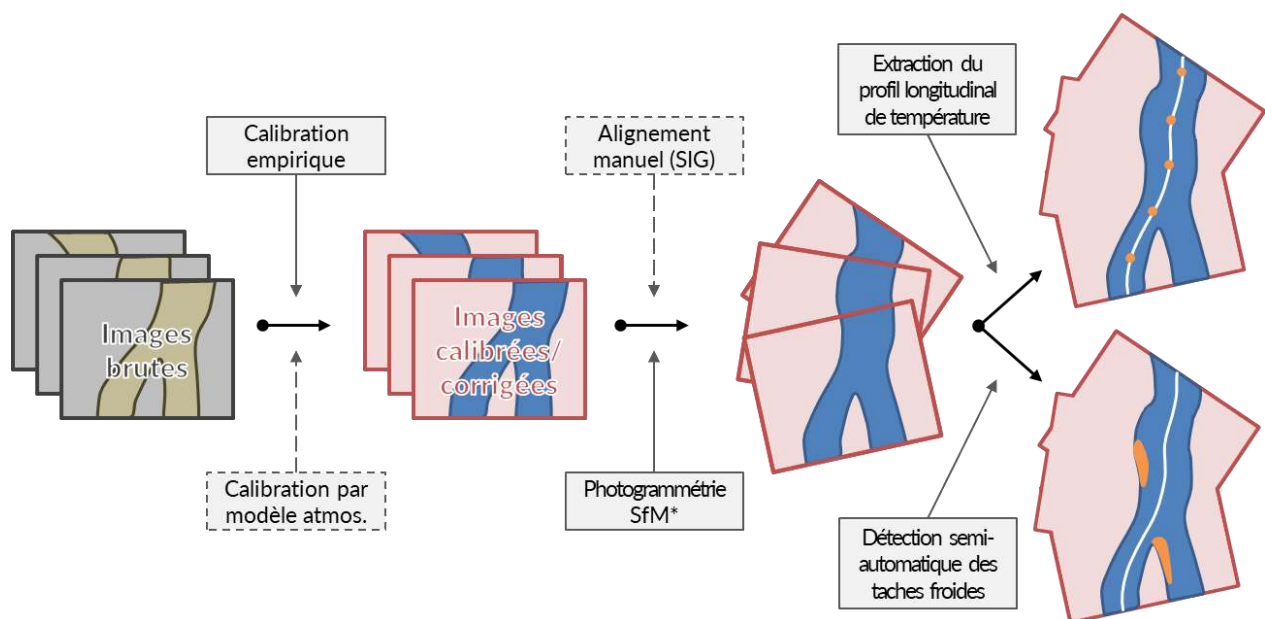 Images
brutes
Calibration
empirique
Calibration par
modèle atmos.
Images
calibrées/
corrigées
Alignement
manuel (SIG)
Photogrammétrie
SfM*
Extraction du
profil longitudinal
de température
Détection semi-
automatique des
taches froides